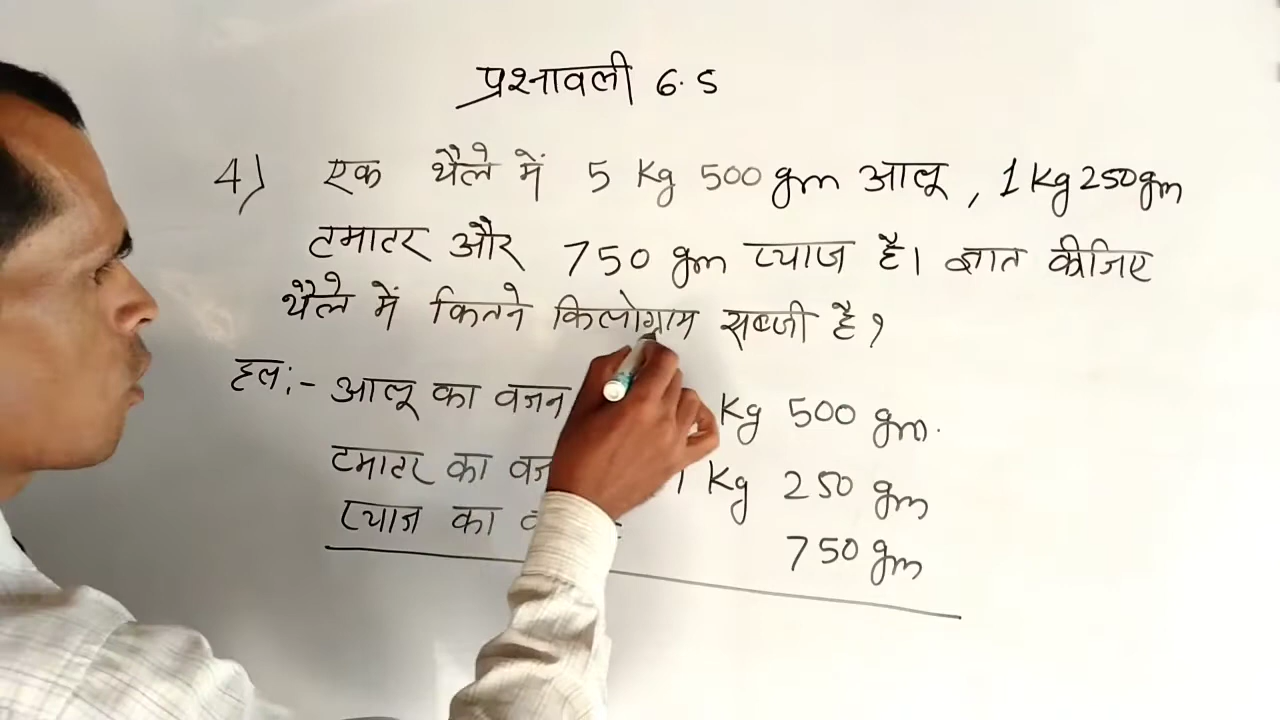 प्रश्नावली 6.5
4) एक थैले में 5 Kg 500 gm आलू, 1 Kg 250 gm
टमाटर और 750 gm प्याज है। ज्ञात कीजिए
थैले में कितने किलोग्राम सब्जी है?
हल:- आलू का वजन Kg 500 gm.
टमाटर का 1 Kg 250 gm
प्याज का 750 gm